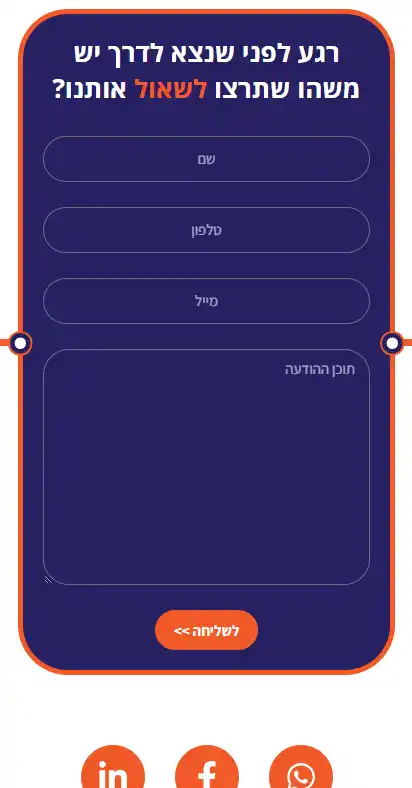 רגע לפני שנצא לדרך יש
משהו שתרצו לשאול אותנו?
שם
טלפון
מייל
תוכן ההודעה
לשליחה >>
in
f